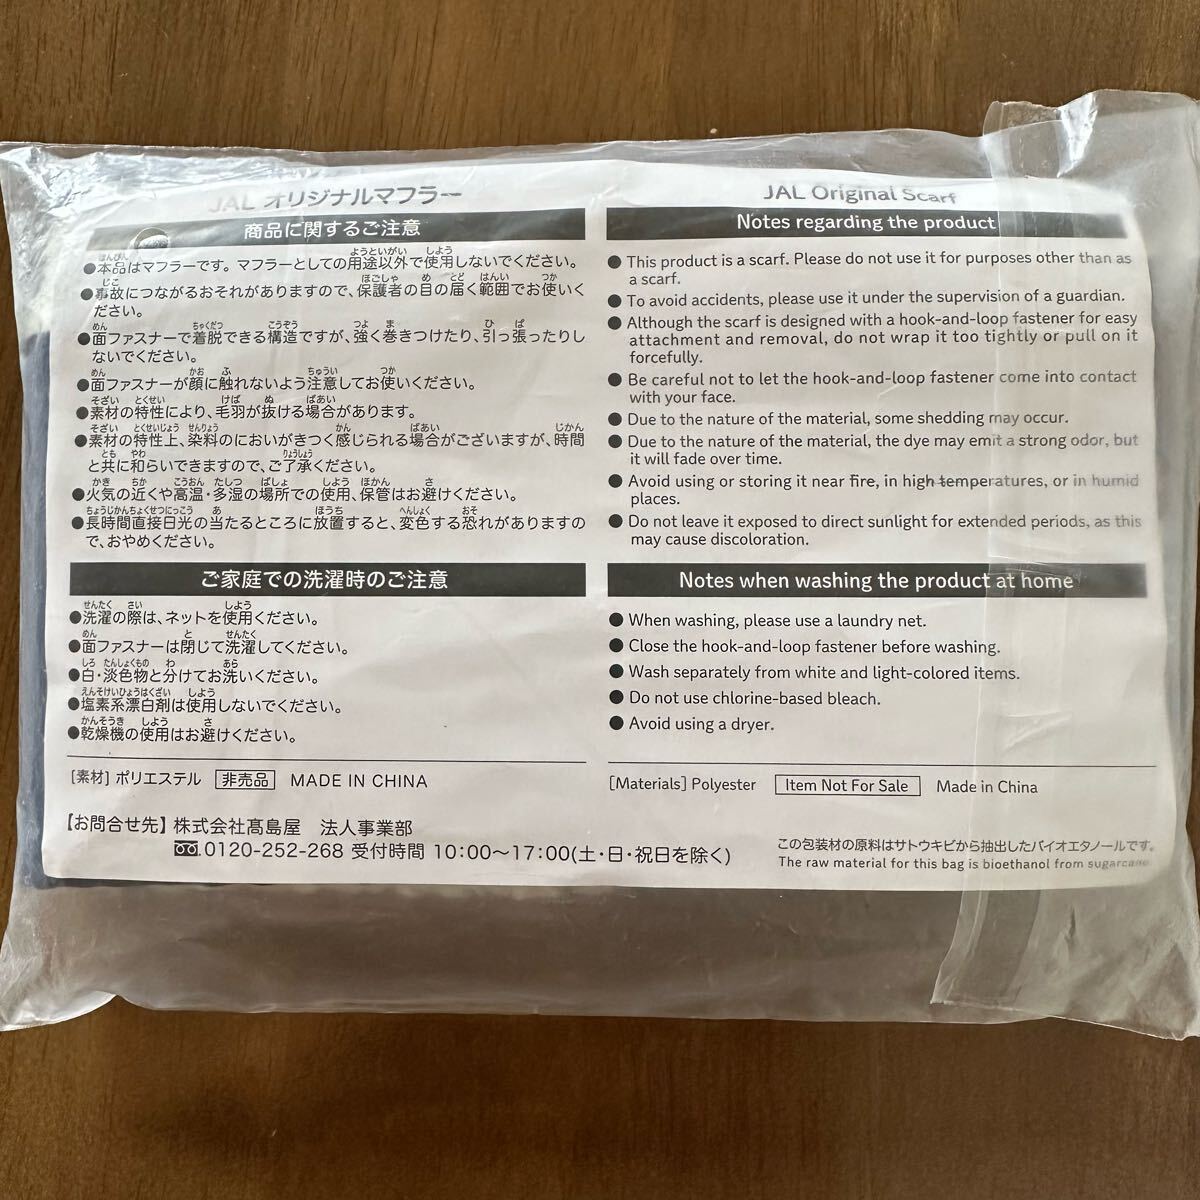 JAL オリジナルマフラー
商品に関するご注意
●本品はマフラーです。マフラーとしての用途以外で使用しないでください。
●事故につながるおそれがありますので、保護者の目の届く範囲でお使いく
ださい。
●面ファスナーで着脱できる構造ですが、強く巻きつけたり、引っ張ったりし
ないでください。
●面ファスナーが顔に触れないよう注意してお使いください。
●素材の特性により、毛羽が抜ける場合があります。
●素材の特性上、染料のにおいがきつく感じられる場合がございますが、時間
と共に和らいできますので、ご了承ください。
●火気の近くや高温・多湿の場所での使用、保管はお避けください。
●長時間直接日光の当たるところに放置すると、変色する恐れがありますの
で、おやめください。
ご家庭での洗濯時のご注意
●洗濯の際は、ネットを使用ください。
●面ファスナーは閉じて洗濯してください。
●白・淡色物と分けてお洗いください。
●塩素系漂白剤は使用しないでください。
●乾燥機の使用はお避けください。
[素材] ポリエステル 非売品 MADE IN CHINA
【お問合せ先】株式会社髙島屋 法人事業部
0120-252-268 受付時間 10:00〜17:00(土・日・祝日を除く)
JAL Original Scarf
Notes regarding the product
● This product is a scarf. Please do not use it for purposes other than as
a scarf.
● To avoid accidents, please use it under the supervision of a guardian.
● Although the scarf is designed with a hook-and-loop fastener for easy
attachment and removal, do not wrap it too tightly or pull on it
forcefully.
● Be careful not to let the hook-and-loop fastener come into contact
with your face.
● Due to the nature of the material, some shedding may occur.
● Due to the nature of the material, the dye may emit a strong odor, but
it will fade over time.
● Avoid using or storing it near fire, in high temperatures, or in humid
places.
● Do not leave it exposed to direct sunlight for extended periods, as this
may cause discoloration.
Notes when washing the product at home
● When washing, please use a laundry net.
● Close the hook-and-loop fastener before washing.
● Wash separately from white and light-colored items.
● Do not use chlorine-based bleach.
● Avoid using a dryer.
[Materials] Polyester Item Not For Sale Made in China
この包装材の原料はサトウキビから抽出したバイオエタノールです。
The raw material for this bag is bioethanol from sugarcane.